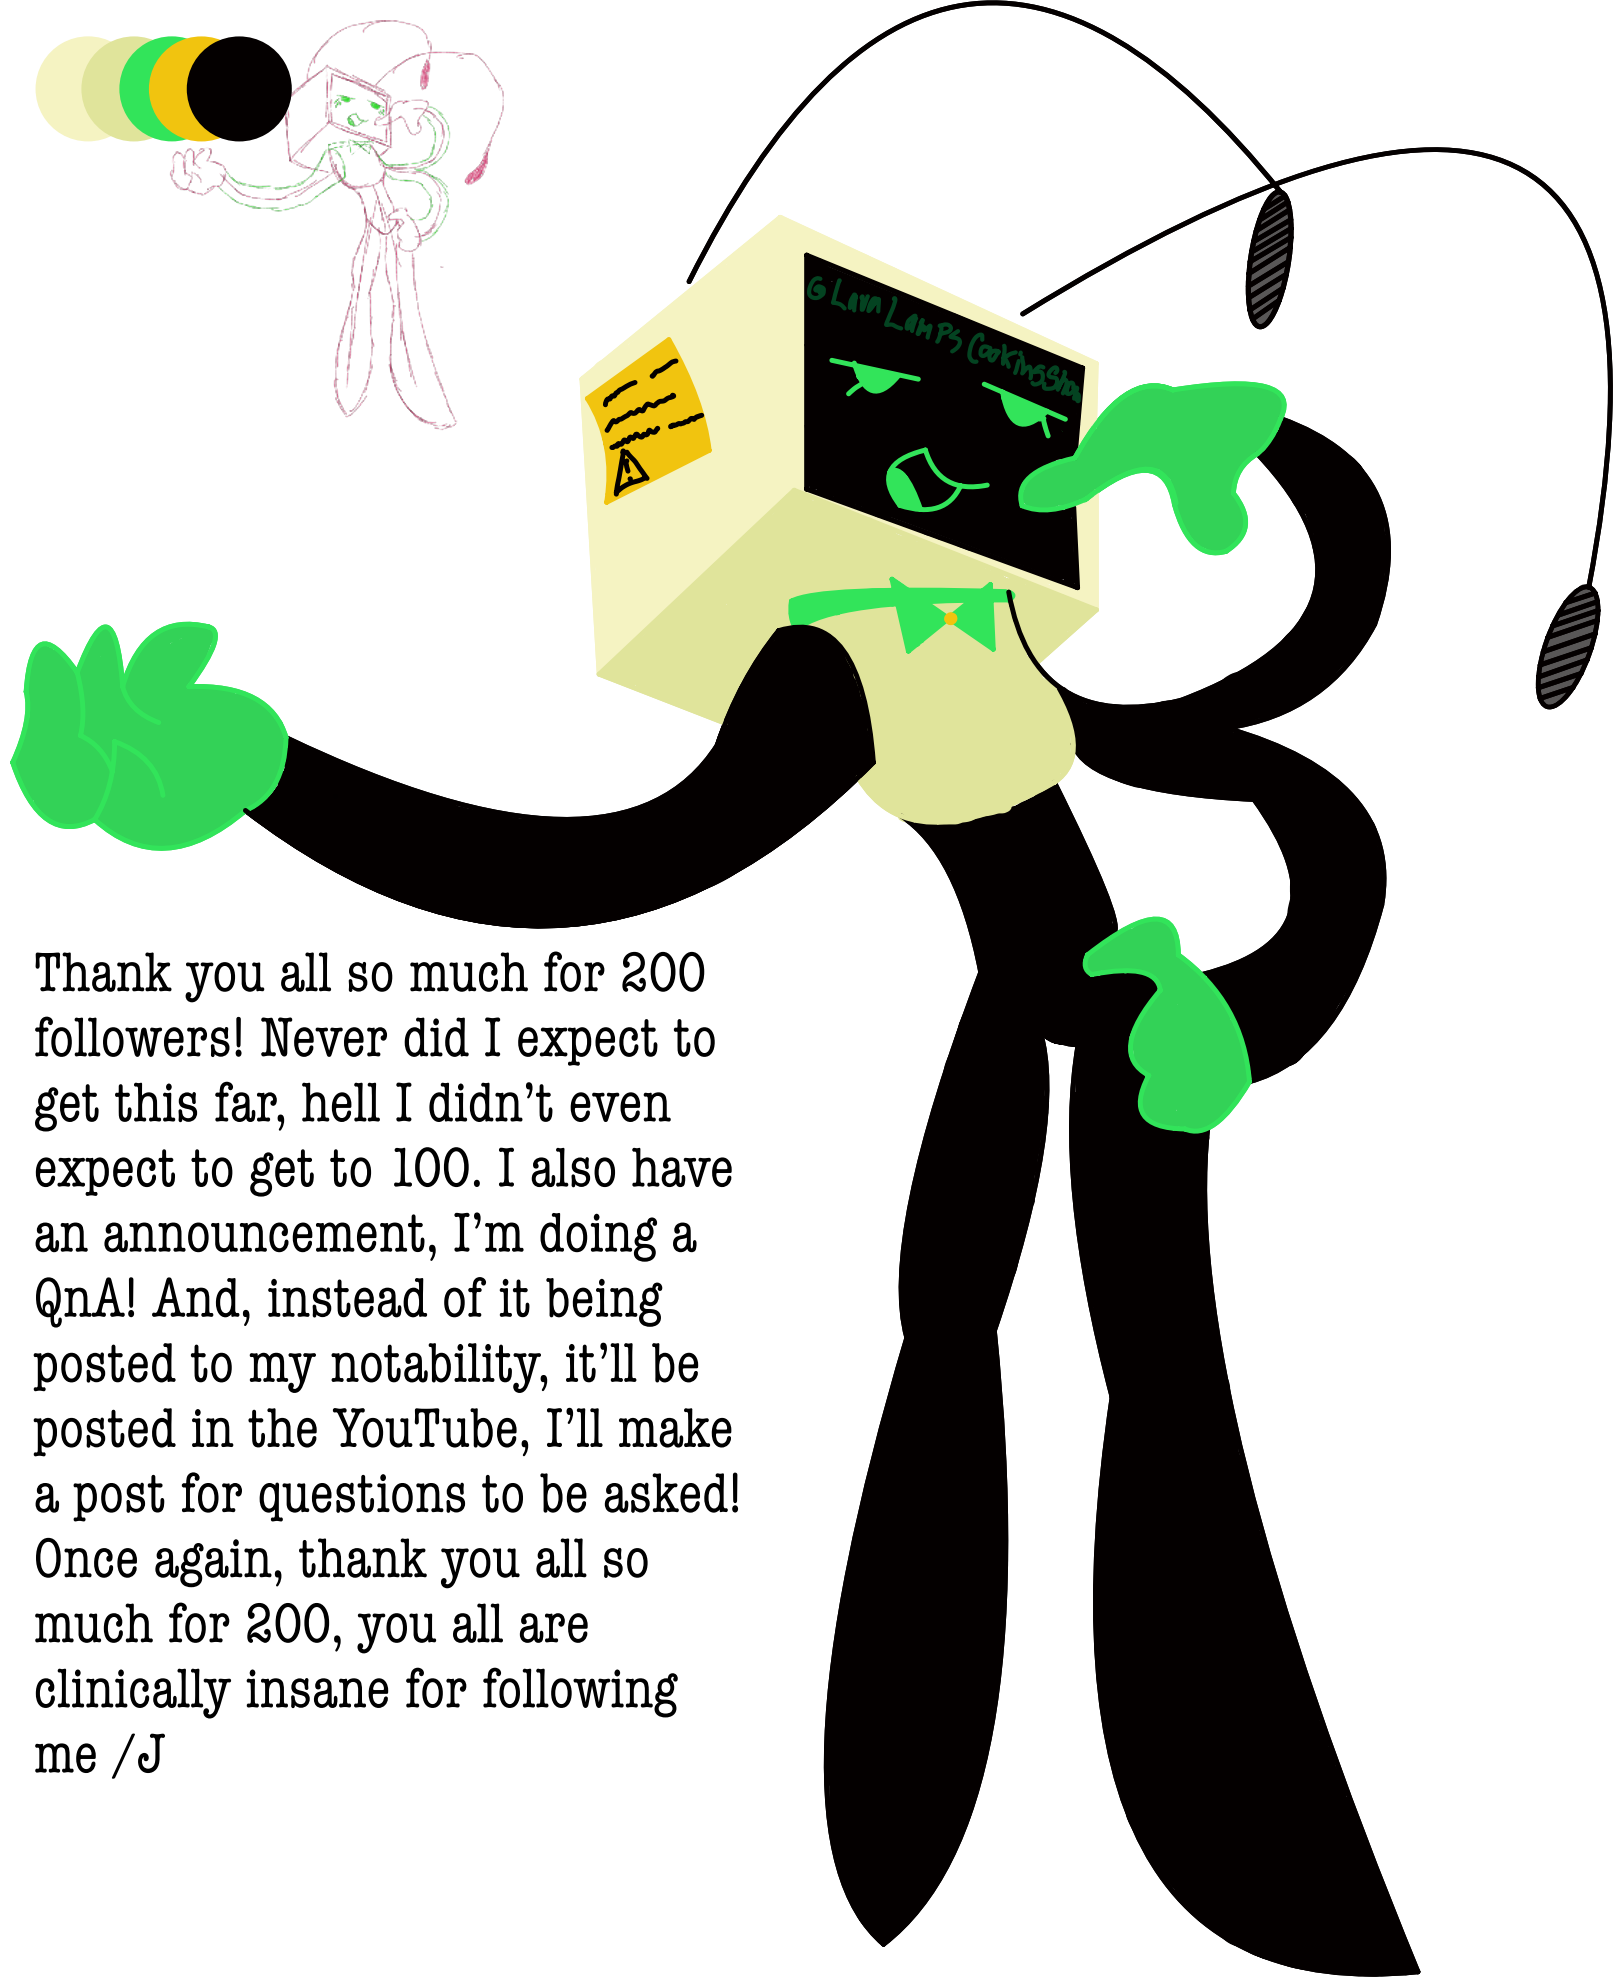 G Lava Lamps Cooking Show
Thank you all so much for 200
followers! Never did I expect to
get this far, hell I didn’t even
expect to get to 100. I also have
an announcement, I’m doing a
QnA! And, instead of it being
posted to my notability, it’ll be
posted in the YouTube, I’ll make
a post for questions to be asked!
Once again, thank you all so
much for 200, you all are
clinically insane for following
me /J